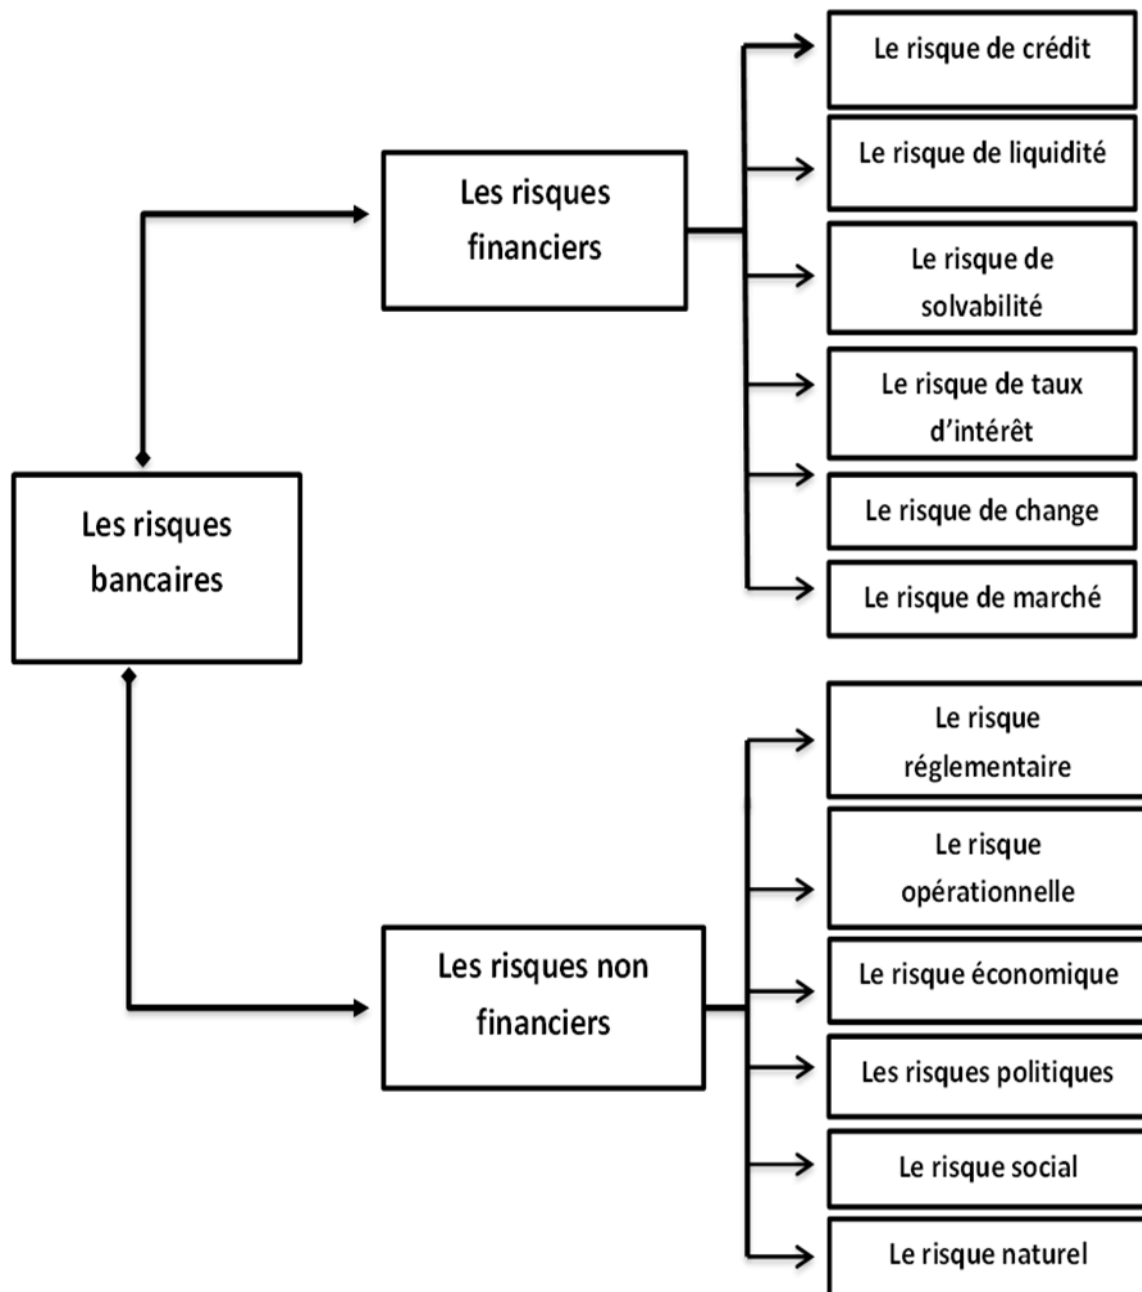 Le risque de crédit
Le risque de liquidité
Les risques
financiers
Le risque de
solvabilité
Le risque de taux
d’intérêt
Le risque de change
Le risque de marché
Les risques
bancaires
Le risque
réglementaire
Le risque
opérationnelle
Les risques non
financiers
Le risque économique
Les risques politiques
Le risque social
Le risque naturel